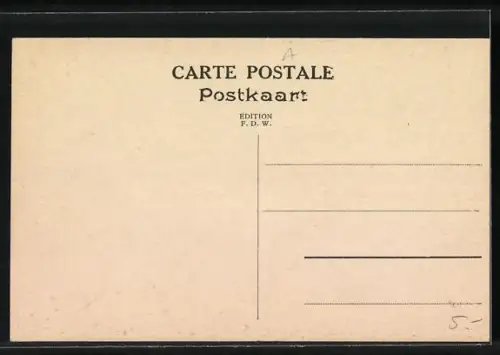 A
CARTE POSTALE
Postkaart
EDITION
F. D. W.
5.-